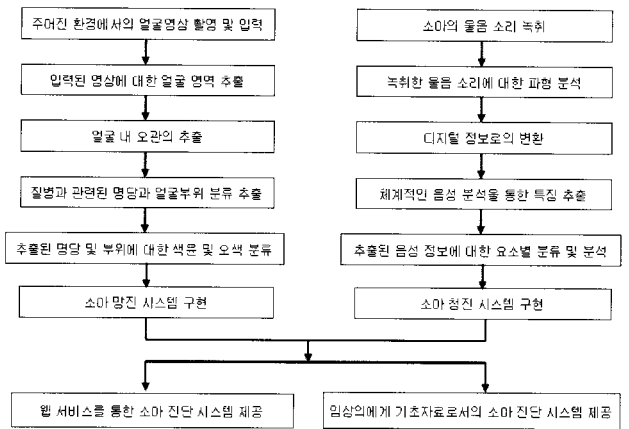 주어진 환경에서의 얼굴영상 촬영 및 입력
입력된 영상에 대한 얼굴 영역 추출
얼굴 내 오관의 추출
질병과 관련된 명당과 얼굴부위 분류 추출
추출된 명당 및 부위에 대한 색윤 및 오색 분류
소아 망진 시스템 구현
소아의 울음 소리 녹취
녹취한 울음 소리에 대한 파형 분석
디지털 정보로의 변환
체계적인 음성 분석을 통한 특징 추출
추출된 음성 정보에 대한 요소별 분류 및 분석
소아 청진 시스템 구현
웹 서비스를 통한 소아 진단 시스템 제공
임상의에게 기초자료로서의 소아 진단 시스템 제공